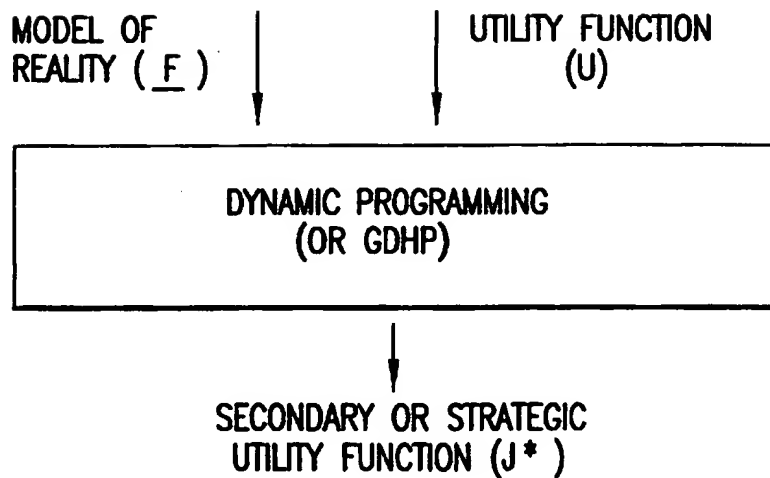 MODEL OF
REALITY ( F )
UTILITY FUNCTION
(U)
DYNAMIC PROGRAMMING
(OR GDHP)
SECONDARY OR STRATEGIC
UTILITY FUNCTION (J*)